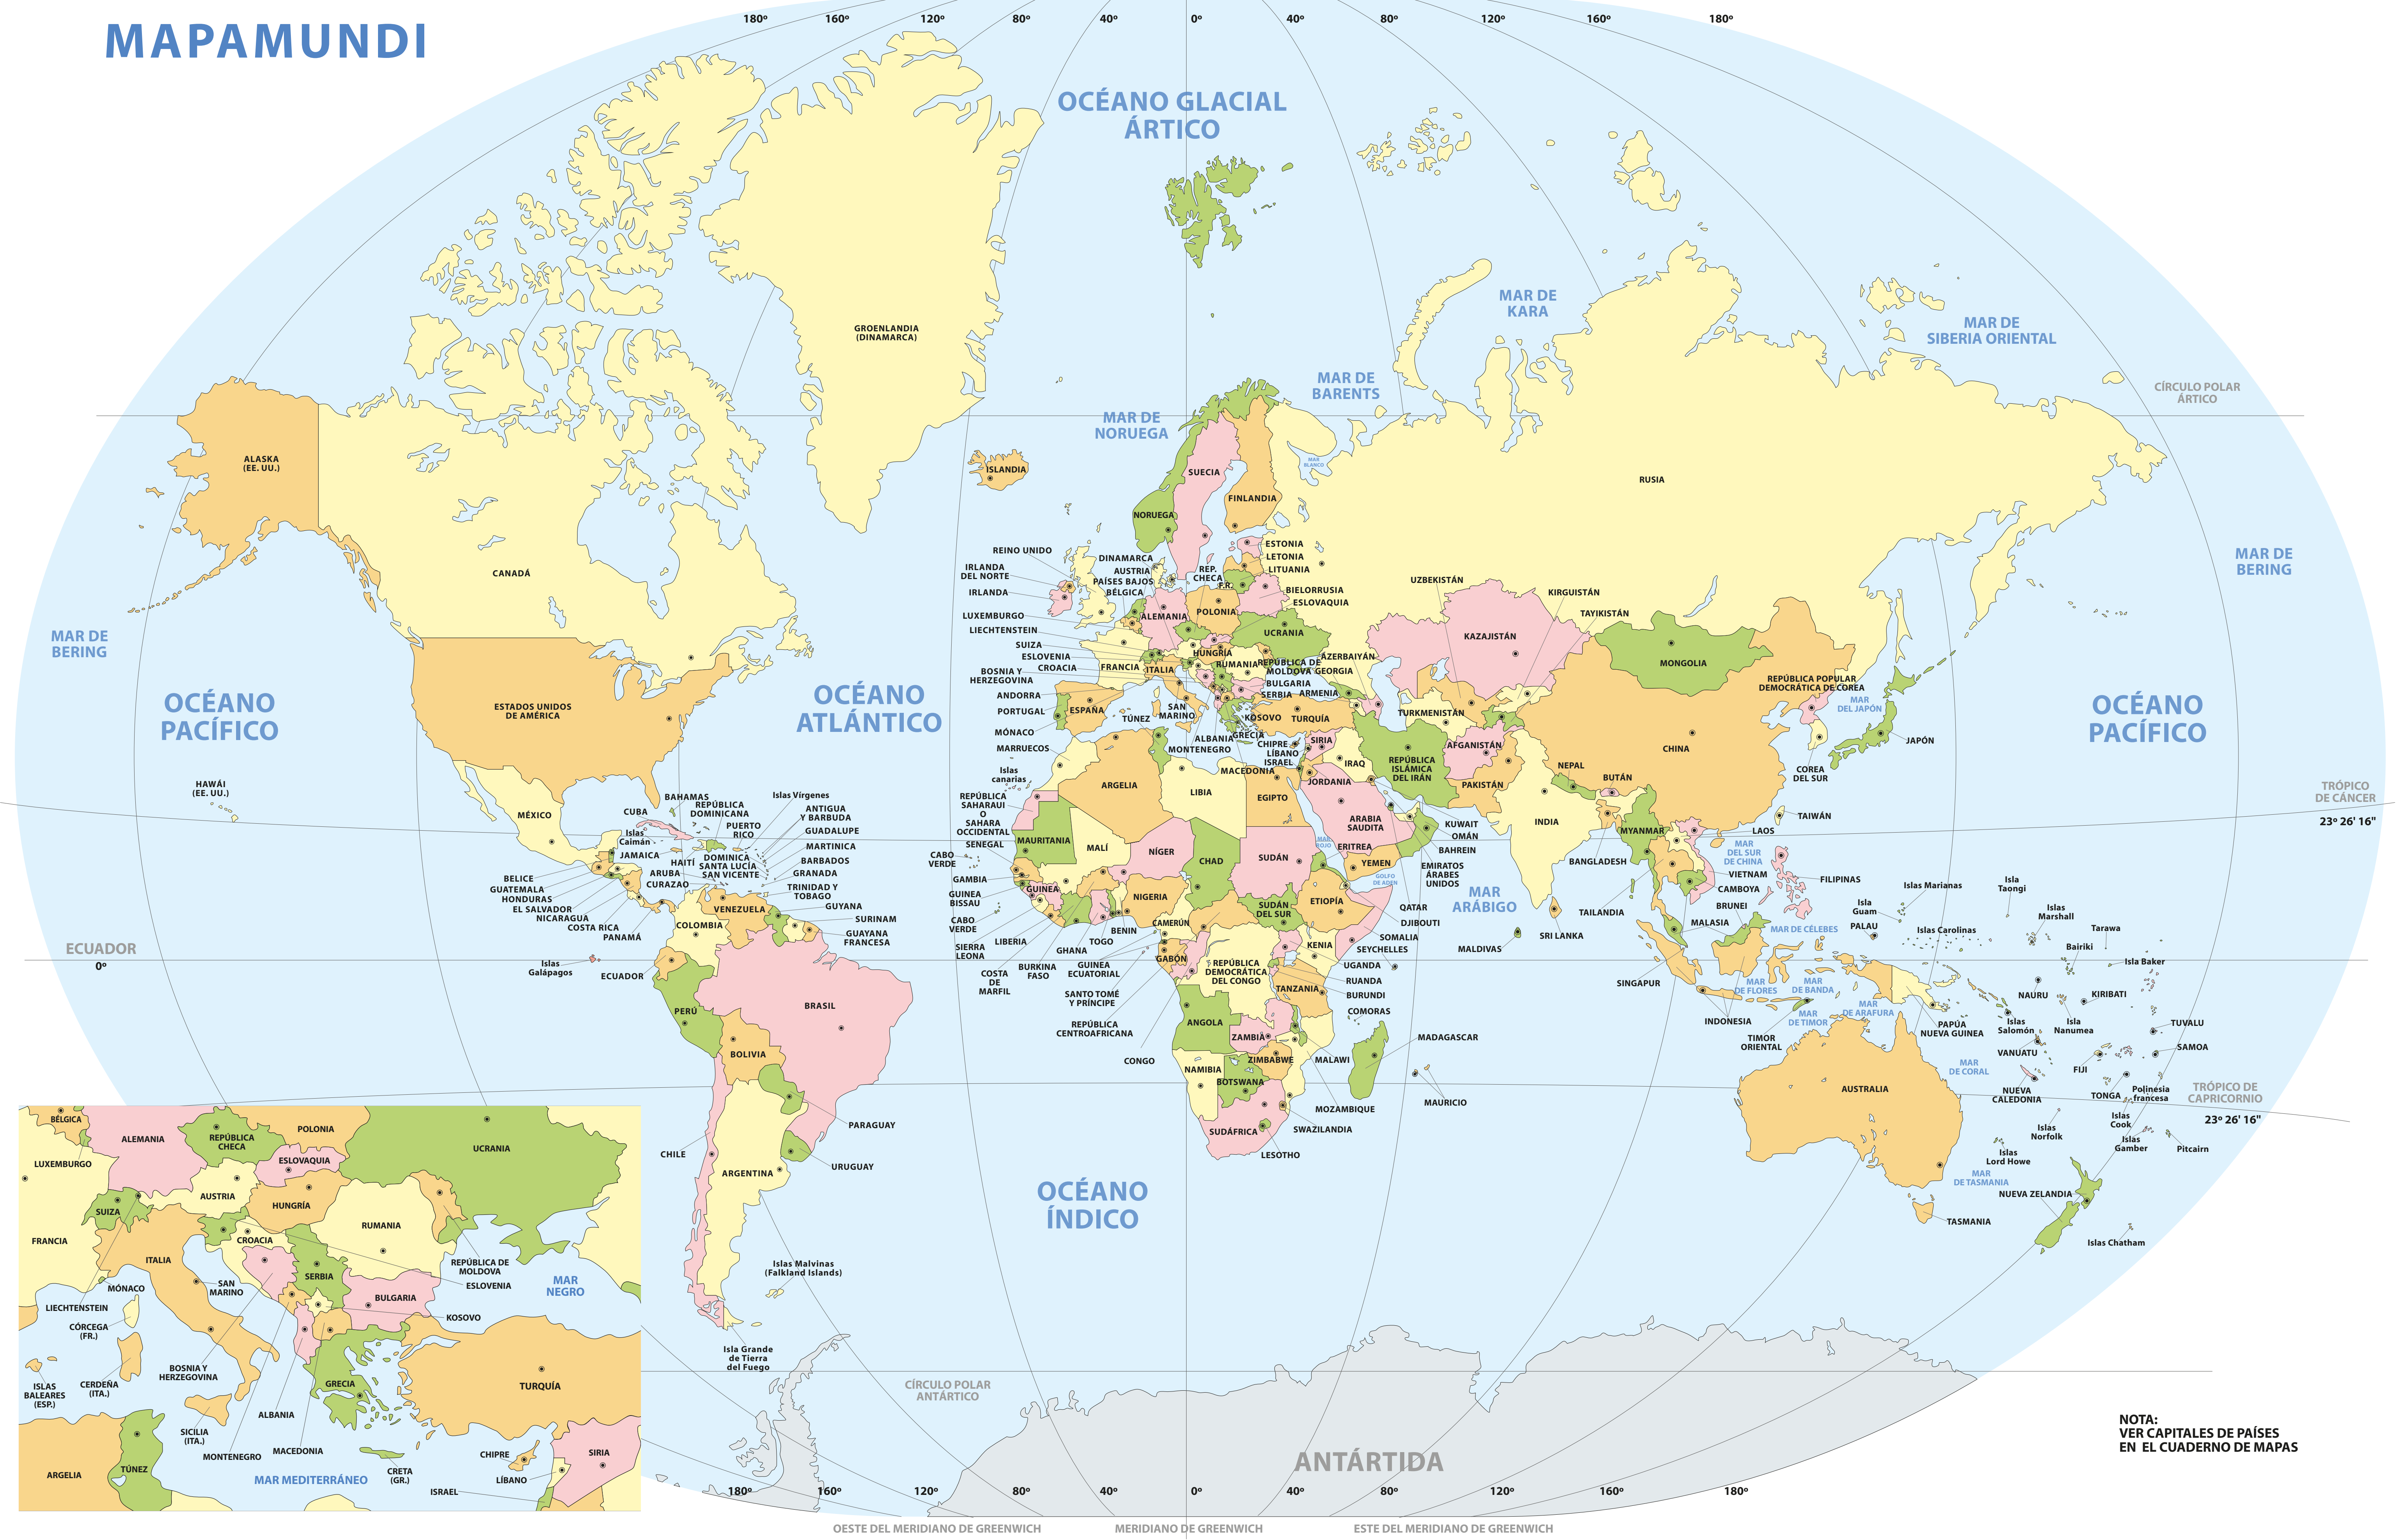 MAPAMUNDI
180º
160º
120º
80º
40º
0º
40º
80º
120º
160º
180º
OCÉANO GLACIAL
ÁRTICO
MAR DE
KARA
MAR DE
SIBERIA ORIENTAL
MAR DE
BARENTS
MAR DE
NORUEGA
CÍRCULO POLAR
ÁRTICO
GROENLANDIA
(DINAMARCA)
ALASKA
(EE. UU.)
ISLANDIA
SUECIA
MAR
BLANCO
FINLANDIA
NORUEGA
RUSIA
CANADÁ
MAR DE
BERING
MAR DE
BERING
REINO UNIDO
IRLANDA
DEL NORTE
IRLANDA
DINAMARCA
AUSTRIA
PAÍSES BAJOS
BÉLGICA
REP.
CHECA
F.R.
ESTONIA
LETONIA
LITUANIA
BIELORRUSIA
ESLOVAQUIA
POLONIA
ALEMANIA
LUXEMBURGO
LIECHTENSTEIN
SUIZA
ESLOVENIA
CROACIA
BOSNIA Y
HERZEGOVINA
ANDORRA
PORTUGAL
MÓNACO
MARRUECOS
FRANCIA
ITALIA
HUNGRÍA
RUMANIA
UCRANIA
REPÚBLICA DE
MOLDOVA
AZERBAIYÁN
GEORGIA
BULGARIA
SERBIA
ARMENIA
ESPAÑA
TÚNEZ
SAN
MARINO
KOSOVO
TURQUÍA
ALBANIA
GRECIA
MONTENEGRO
CHIPRE
LÍBANO
ISRAEL
MACEDONIA
SIRIA
IRAQ
JORDANIA
UZBEKISTÁN
KIRGUISTÁN
TAYIKISTÁN
KAZAJISTÁN
MONGOLIA
TURKMENISTÁN
AFGANISTÁN
REPÚBLICA
ISLÁMICA
DEL IRÁN
PAKISTÁN
REPÚBLICA POPULAR
DEMOCRÁTICA DE COREA
MAR
DEL JAPÓN
JAPÓN
CHINA
COREA
DEL SUR
NEPAL
BUTÁN
TAIWÁN
OCÉANO
PACÍFICO
ESTADOS UNIDOS
DE AMÉRICA
OCÉANO
ATLÁNTICO
OCÉANO
PACÍFICO
HAWÁI
(EE. UU.)
TRÓPICO
DE CÁNCER
23º 26' 16"
MÉXICO
CUBA
BAHAMAS
REPÚBLICA
DOMINICANA
PUERTO
RICO
Islas Vírgenes
ANTIGUA
Y BARBUDA
GUADALUPE
MARTINICA
BARBADOS
GRANADA
TRINIDAD Y
TOBAGO
Islas
Caimán
JAMAICA
HAITÍ
DOMINICA
SANTA LUCÍA
SAN VICENTE
ARUBA
CURAZAO
BELICE
GUATEMALA
HONDURAS
EL SALVADOR
NICARAGUA
COSTA RICA
PANAMÁ
VENEZUELA
COLOMBIA
GUYANA
SURINAM
GUAYANA
FRANCESA
Islas
Galápagos
ECUADOR
ECUADOR
0º
PERÚ
BRASIL
BOLIVIA
PARAGUAY
CHILE
URUGUAY
ARGENTINA
Islas Malvinas
(Falkland Islands)
Isla Grande
de Tierra
del Fuego
Islas
canarias
REPÚBLICA
SAHARAUI
O
SAHARA
OCCIDENTAL
SENEGAL
CABO
VERDE
GAMBIA
GUINEA
BISSAU
CABO
VERDE
SIERRA
LEONA
LIBERIA
COSTA
DE
MARFIL
BURKINA
FASO
GHANA
TOGO
BENIN
GUINEA
ECUATORIAL
SANTO TOMÉ
Y PRÍNCIPE
REPÚBLICA
CENTROAFRICANA
CONGO
ARGELIA
LIBIA
EGIPTO
MAURITANIA
MALÍ
NÍGER
CHAD
SUDÁN
GUINEA
NIGERIA
CAMERÚN
GABÓN
SUDÁN
DEL SUR
ETIOPÍA
ERITREA
KENIA
REPÚBLICA
DEMOCRÁTICA
DEL CONGO
TANZANIA
ANGOLA
ZAMBIA
ZIMBABWE
NAMIBIA
BOTSWANA
SUDÁFRICA
MALAWI
MOZAMBIQUE
SWAZILANDIA
LESOTHO
COMORAS
MADAGASCAR
MAURICIO
UGANDA
RUANDA
BURUNDI
SOMALIA
SEYCHELLES
DJIBOUTI
QATAR
EMIRATOS
ÁRABES
UNIDOS
BAHREIN
OMÁN
KUWAIT
ARABIA
SAUDITA
YEMEN
MAR
ROJO
GOLFO
DE ADEN
MAR
ARÁBIGO
INDIA
MALDIVAS
SRI LANKA
BANGLADESH
MYANMAR
LAOS
MAR
DEL SUR
DE CHINA
VIETNAM
CAMBOYA
TAILANDIA
BRUNEI
MALASIA
SINGAPUR
FILIPINAS
MAR DE CÉLEBES
MAR
DE FLORES
MAR
DE BANDA
MAR
DE TIMOR
MAR
DE ARAFURA
INDONESIA
TIMOR
ORIENTAL
PAPÚA
NUEVA GUINEA
Islas Marianas
Isla
Taongi
Isla
Guam
PALAU
Islas
Marshall
Islas Carolinas
Tarawa
Bairiki
Isla Baker
NAURU
KIRIBATI
Islas
Salomón
Isla
Nanumea
TUVALU
VANUATU
SAMOA
FIJI
MAR
DE CORAL
NUEVA
CALEDONIA
TONGA
Polinesia
francesa
TRÓPICO DE
CAPRICORNIO
23º 26' 16"
Islas
Cook
Islas
Norfolk
Islas
Gamber
Pitcairn
Islas
Lord Howe
AUSTRALIA
MAR
DE TASMANIA
NUEVA ZELANDIA
TASMANIA
Islas Chatham
OCÉANO
ÍNDICO
BÉLGICA
ALEMANIA
REPÚBLICA
CHECA
POLONIA
UCRANIA
LUXEMBURGO
ESLOVAQUIA
AUSTRIA
SUIZA
HUNGRÍA
RUMANIA
FRANCIA
CROACIA
ITALIA
SERBIA
REPÚBLICA DE
MOLDOVA
ESLOVENIA
MÓNACO
SAN
MARINO
MAR
NEGRO
BULGARIA
LIECHTENSTEIN
KOSOVO
CÓRCEGA
(FR.)
BOSNIA Y
HERZEGOVINA
ISLAS
BALEARES
(ESP.)
CERDEÑA
(ITA.)
GRECIA
TURQUÍA
ALBANIA
SICILIA
(ITA.)
MONTENEGRO
MACEDONIA
CHIPRE
SIRIA
ARGELIA
TÚNEZ
MAR MEDITERRÁNEO
CRETA
(GR.)
LÍBANO
ISRAEL
CÍRCULO POLAR
ANTÁRTICO
ANTÁRTIDA
NOTA:
VER CAPITALES DE PAÍSES
EN EL CUADERNO DE MAPAS
180º
160º
120º
80º
40º
0º
40º
80º
120º
160º
180º
OESTE DEL MERIDIANO DE GREENWICH
MERIDIANO DE GREENWICH
ESTE DEL MERIDIANO DE GREENWICH